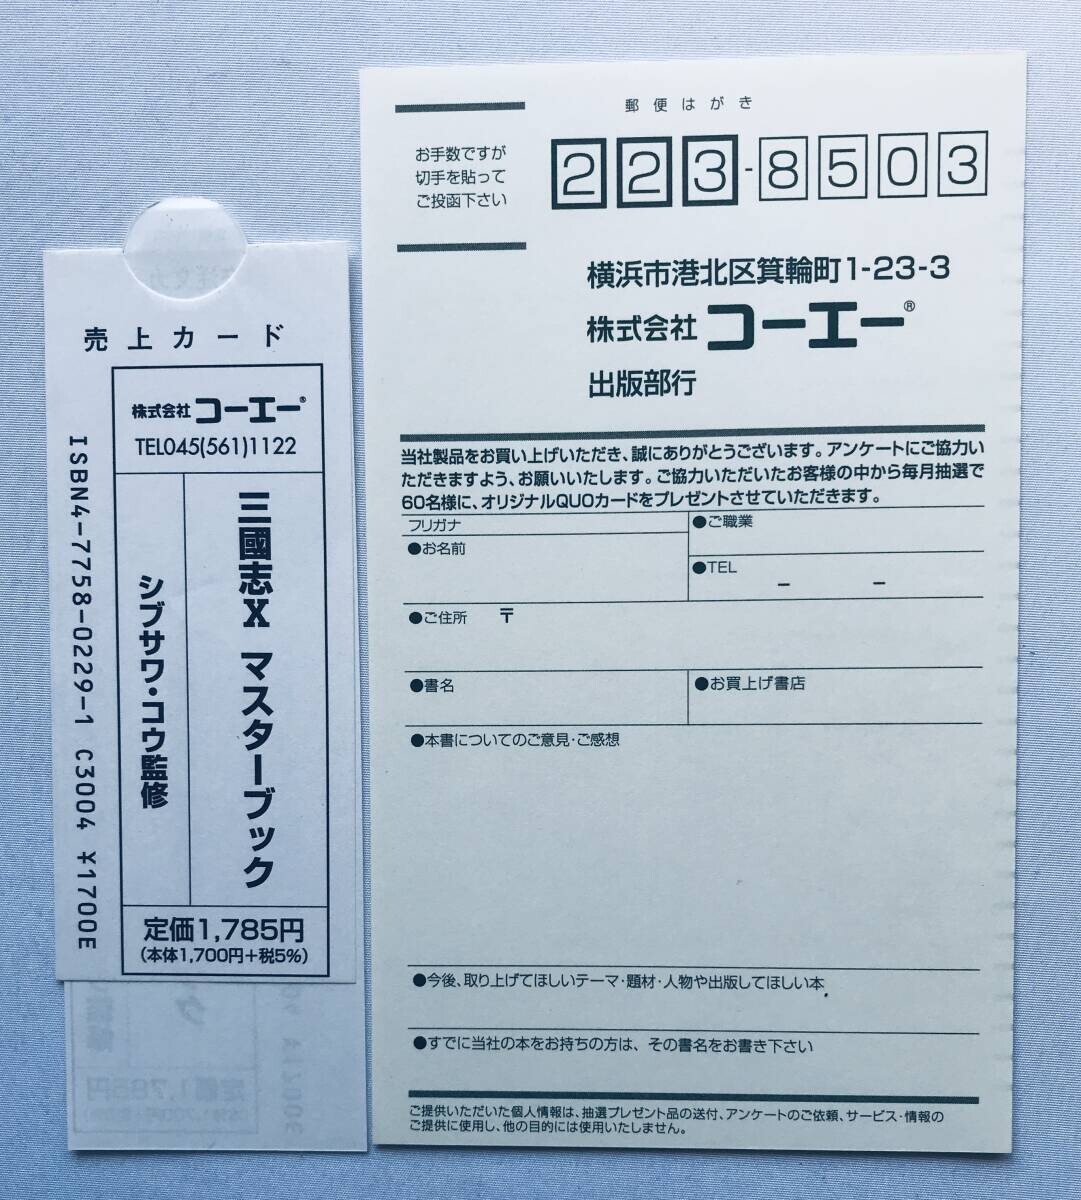 売上カード
株式会社 コーエー®
TEL045(561)1122
三國志X マスターブック
シブサワ・コウ監修
定価1,785円
(本体1,700円+税5%)
ISBN4-7758-0229-1 C3004 ¥1700E
郵便はがき
お手数ですが
切手を貼って
ご投函下さい
223-8503
横浜市港北区箕輪町1-23-3
株式会社 コーエー®
出版部行
当社製品をお買い上げいただき、誠にありがとうございます。アンケートにご協力い
ただきますよう、お願いいたします。ご協力いただいたお客様の中から毎月抽選で
60名様に、オリジナルQUOカードをプレゼントさせていただきます。
フリガナ
●お名前
●ご職業
●TEL － －
●ご住所 〒
●書名
●お買上げ書店
●本書についてのご意見・ご感想
●今後、取り上げてほしいテーマ・題材・人物や出版してほしい本
●すでに当社の本をお持ちの方は、その書名をお書き下さい
ご提供いただいた個人情報は、抽選プレゼント品の送付、アンケートのご依頼、サービス・情報の
ご提供に使用し、他の目的には使用いたしません。